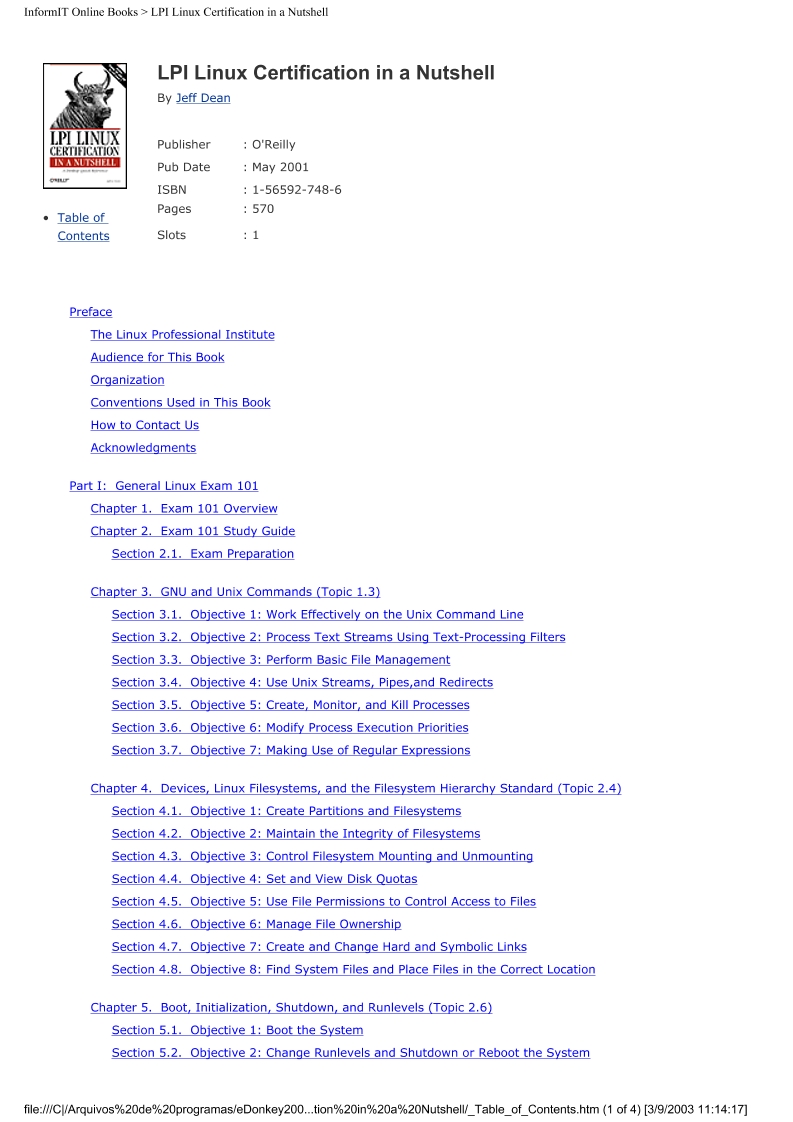 InformIT Online Books > LPI Linux Certification in a Nutshell
LPI LINUX
CERTIFICATION
IN A NUTSHELL
O'REILLY
Table of
Contents
LPI Linux Certification in a Nutshell
By Jeff Dean
Publisher : O'Reilly
Pub Date : May 2001
ISBN : 1-56592-748-6
Pages : 570
Slots : 1
Preface
The Linux Professional Institute
Audience for This Book
Organization
Conventions Used in This Book
How to Contact Us
Acknowledgments
Part I: General Linux Exam 101
Chapter 1. Exam 101 Overview
Chapter 2. Exam 101 Study Guide
Section 2.1. Exam Preparation
Chapter 3. GNU and Unix Commands (Topic 1.3)
Section 3.1. Objective 1: Work Effectively on the Unix Command Line
Section 3.2. Objective 2: Process Text Streams Using Text-Processing Filters
Section 3.3. Objective 3: Perform Basic File Management
Section 3.4. Objective 4: Use Unix Streams, Pipes,and Redirects
Section 3.5. Objective 5: Create, Monitor, and Kill Processes
Section 3.6. Objective 6: Modify Process Execution Priorities
Section 3.7. Objective 7: Making Use of Regular Expressions
Chapter 4. Devices, Linux Filesystems, and the Filesystem Hierarchy Standard (Topic 2.4)
Section 4.1. Objective 1: Create Partitions and Filesystems
Section 4.2. Objective 2: Maintain the Integrity of Filesystems
Section 4.3. Objective 3: Control Filesystem Mounting and Unmounting
Section 4.4. Objective 4: Set and View Disk Quotas
Section 4.5. Objective 5: Use File Permissions to Control Access to Files
Section 4.6. Objective 6: Manage File Ownership
Section 4.7. Objective 7: Create and Change Hard and Symbolic Links
Section 4.8. Objective 8: Find System Files and Place Files in the Correct Location
Chapter 5. Boot, Initialization, Shutdown, and Runlevels (Topic 2.6)
Section 5.1. Objective 1: Boot the System
Section 5.2. Objective 2: Change Runlevels and Shutdown or Reboot the System
file:///C|/Arquivos%20de%20programas/eDonkey200...tion%20in%20a%20Nutshell/_Table_of_Contents.htm (1 of 4) [3/9/2003 11:14:17]